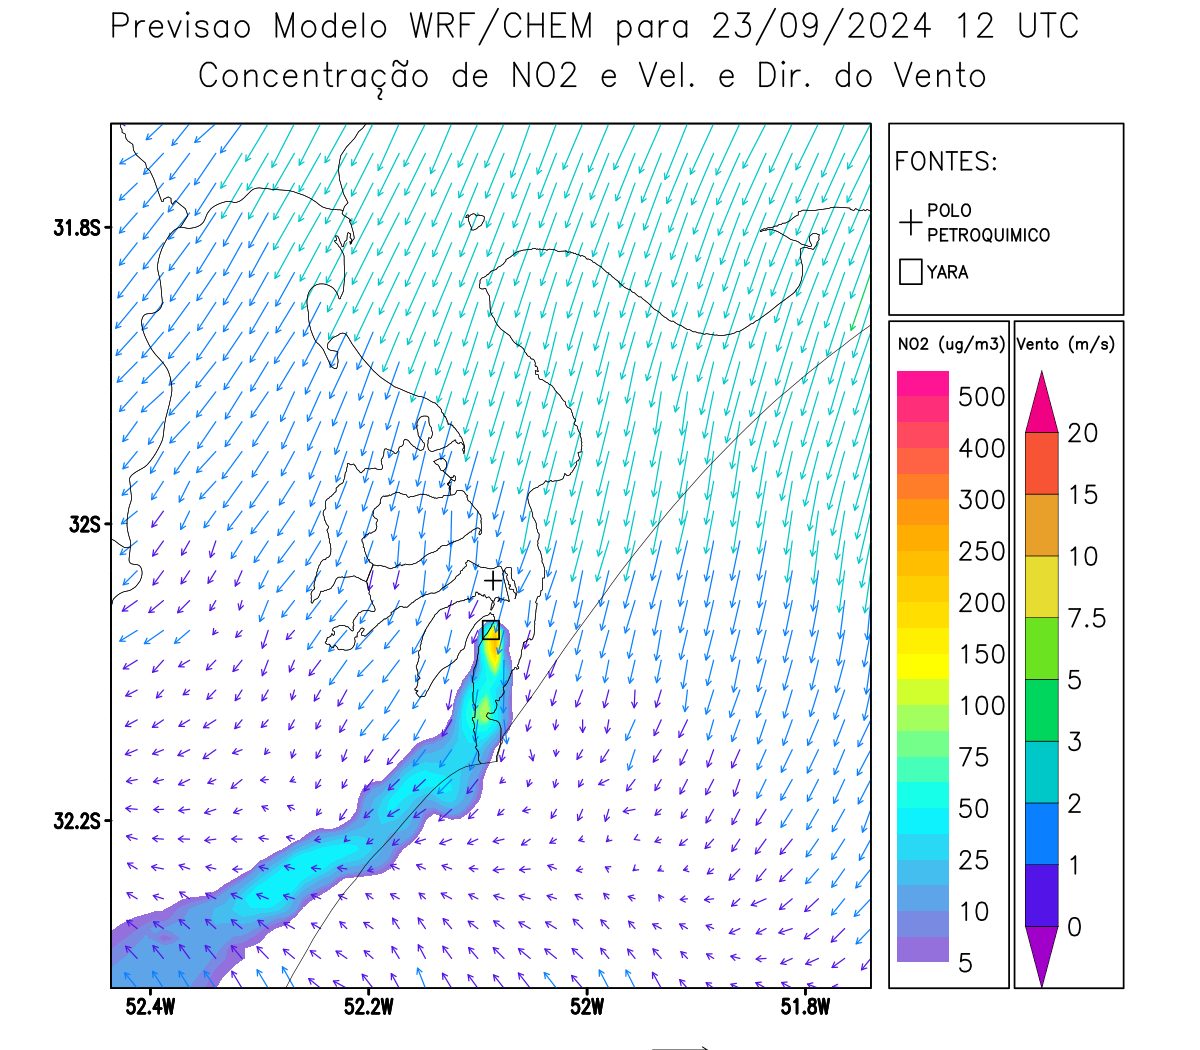 Previsao Modelo WRF/CHEM para 23/09/2024 12 UTC
Concentração de NO2 e Vel. e Dir. do Vento
FONTES:
POLO
PETROQUIMICO
YARA
31.8S
32S
32.2S
52.4W
52.2W
52W
51.8W
NO2 (ug/m3)
500
400
300
250
200
150
100
75
50
25
10
5
Vento (m/s)
20
15
10
7.5
5
3
2
1
0